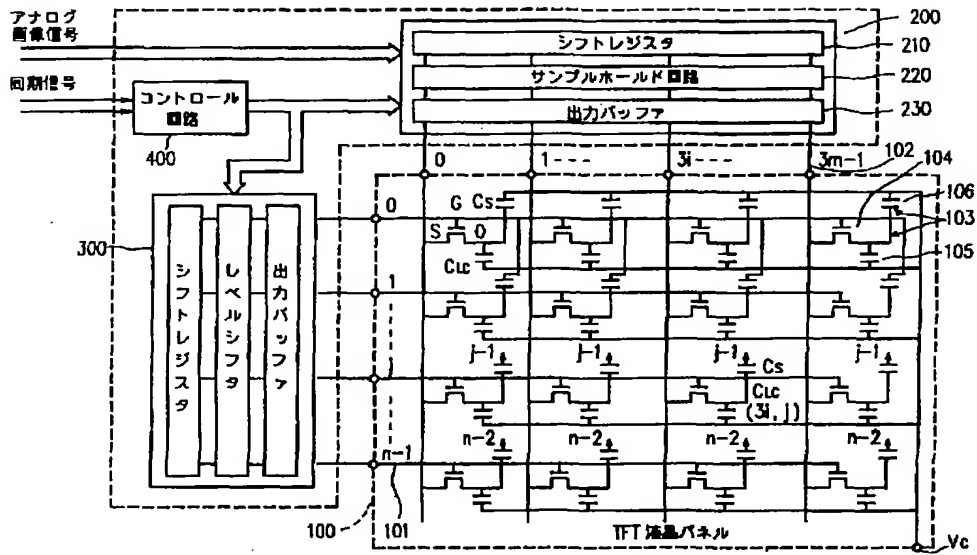 アナログ
画像信号
同期信号
コントロール
回路
400
200
シフトレジスタ
210
サンプルホールド回路
220
出力バッファ
230
0
1---
3i---
3m-1
102
104
300
シフトレジスタ
レベルシフタ
出力バッファ
0
G
Cs
106
103
S
D
CLC
105
1
j-1
j-1
j-1
j-1
j
Cs
CLC
(3i,j)
n-2
n-2
n-2
n-2
n-1
101
100
TFT液晶パネル
Vc